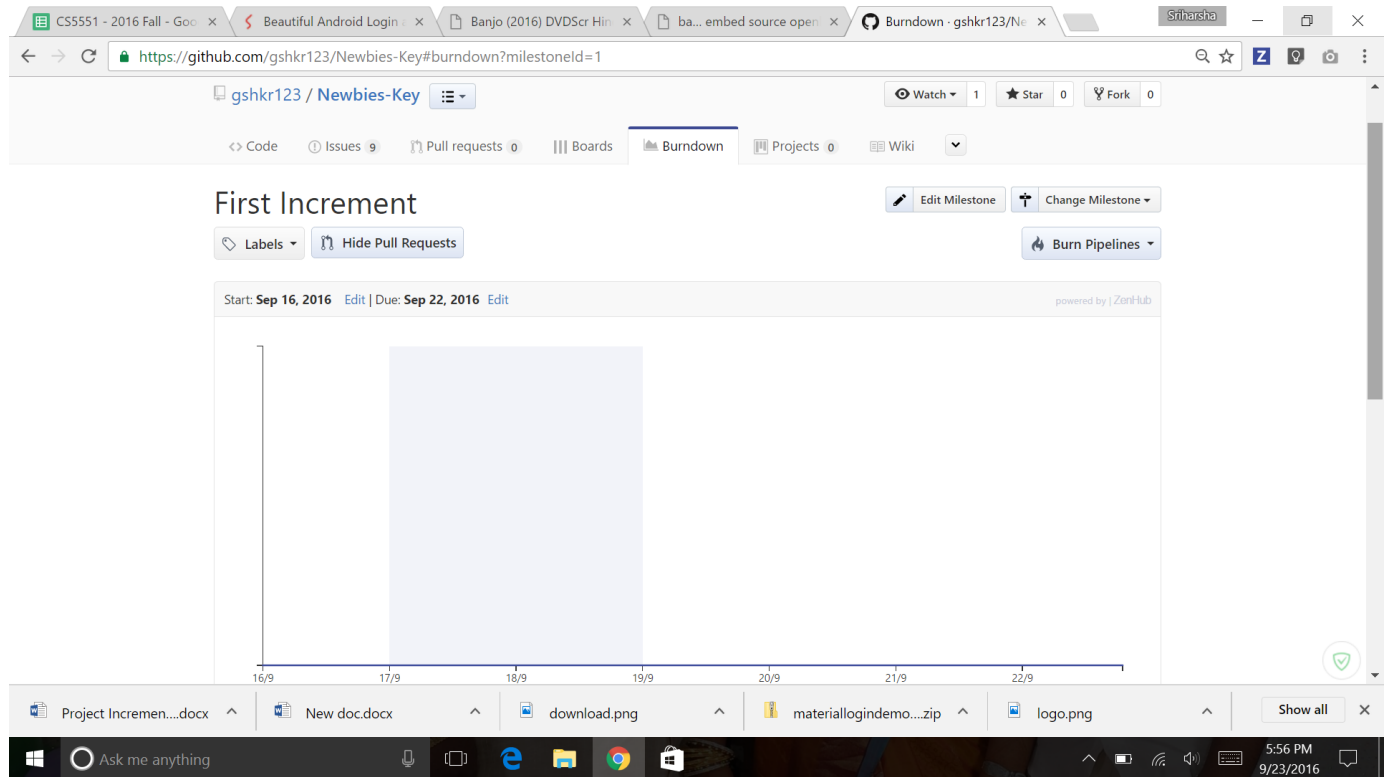 CS5551 - 2016 Fall - Goo
Beautiful Android Login
Banjo (2016) DVDScr Hin
ba... embed source open
Burndown · gshkr123/Ne
Sriharsha
https://github.com/gshkr123/Newbies-Key#burndown?milestoneId=1
Z
gshkr123 / Newbies-Key
Watch 1
Star 0
Fork 0
Code
Issues 9
Pull requests 0
Boards
Burndown
Projects 0
Wiki
First Increment
Edit Milestone
Change Milestone
Labels
Hide Pull Requests
Burn Pipelines
Start: Sep 16, 2016 Edit | Due: Sep 22, 2016 Edit
powered by | ZenHub
16/9 17/9 18/9 19/9 20/9 21/9 22/9
Project Incremen....docx
New doc.docx
download.png
materiallogindemo....zip
logo.png
Show all
Ask me anything
5:56 PM
9/23/2016